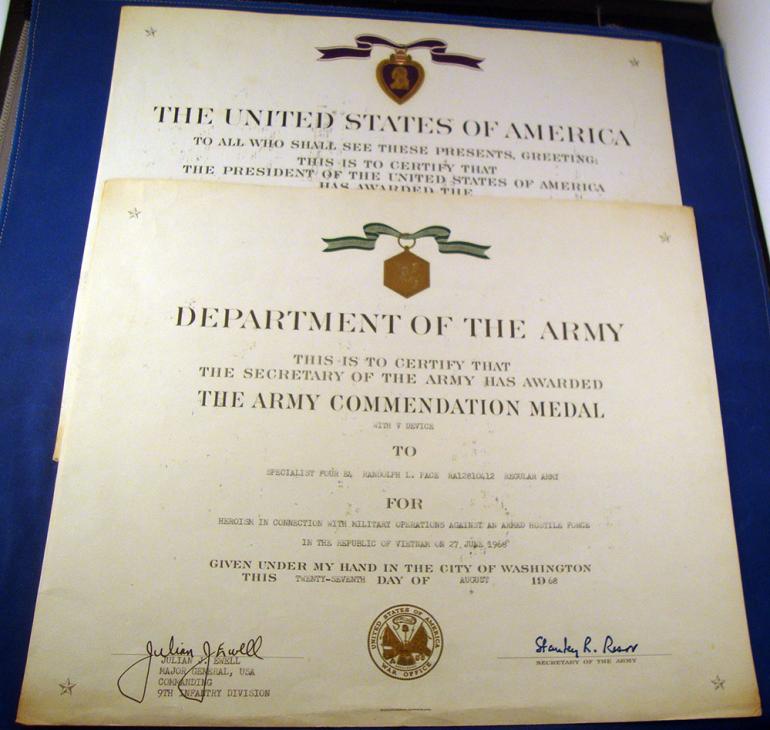 THE UNITED STATES OF AMERICA
TO ALL WHO SHALL SEE THESE PRESENTS, GREETING:
THIS IS TO CERTIFY THAT
THE PRESIDENT OF THE UNITED STATES OF AMERICA
HAS AWARDED THE
DEPARTMENT OF THE ARMY
THIS IS TO CERTIFY THAT
THE SECRETARY OF THE ARMY HAS AWARDED
THE ARMY COMMENDATION MEDAL
WITH V DEVICE
TO
SPECIALIST FOUR E4 RANDOLPH L. PACE RA12810412 REGULAR ARMY
FOR
HEROISM IN CONNECTION WITH MILITARY OPERATIONS AGAINST AN ARMED HOSTILE FORCE
IN THE REPUBLIC OF VIETNAM ON 27 JUNE 1968
GIVEN UNDER MY HAND IN THE CITY OF WASHINGTON
THIS TWENTY-SEVENTH DAY OF AUGUST 1968
Julian J. Ewell
JULIAN J. EWELL
MAJOR GENERAL, USA
COMMANDING
9TH INFANTRY DIVISION
UNITED STATES OF AMERICA
WAR OFFICE
Stanley R. Resor
SECRETARY OF THE ARMY